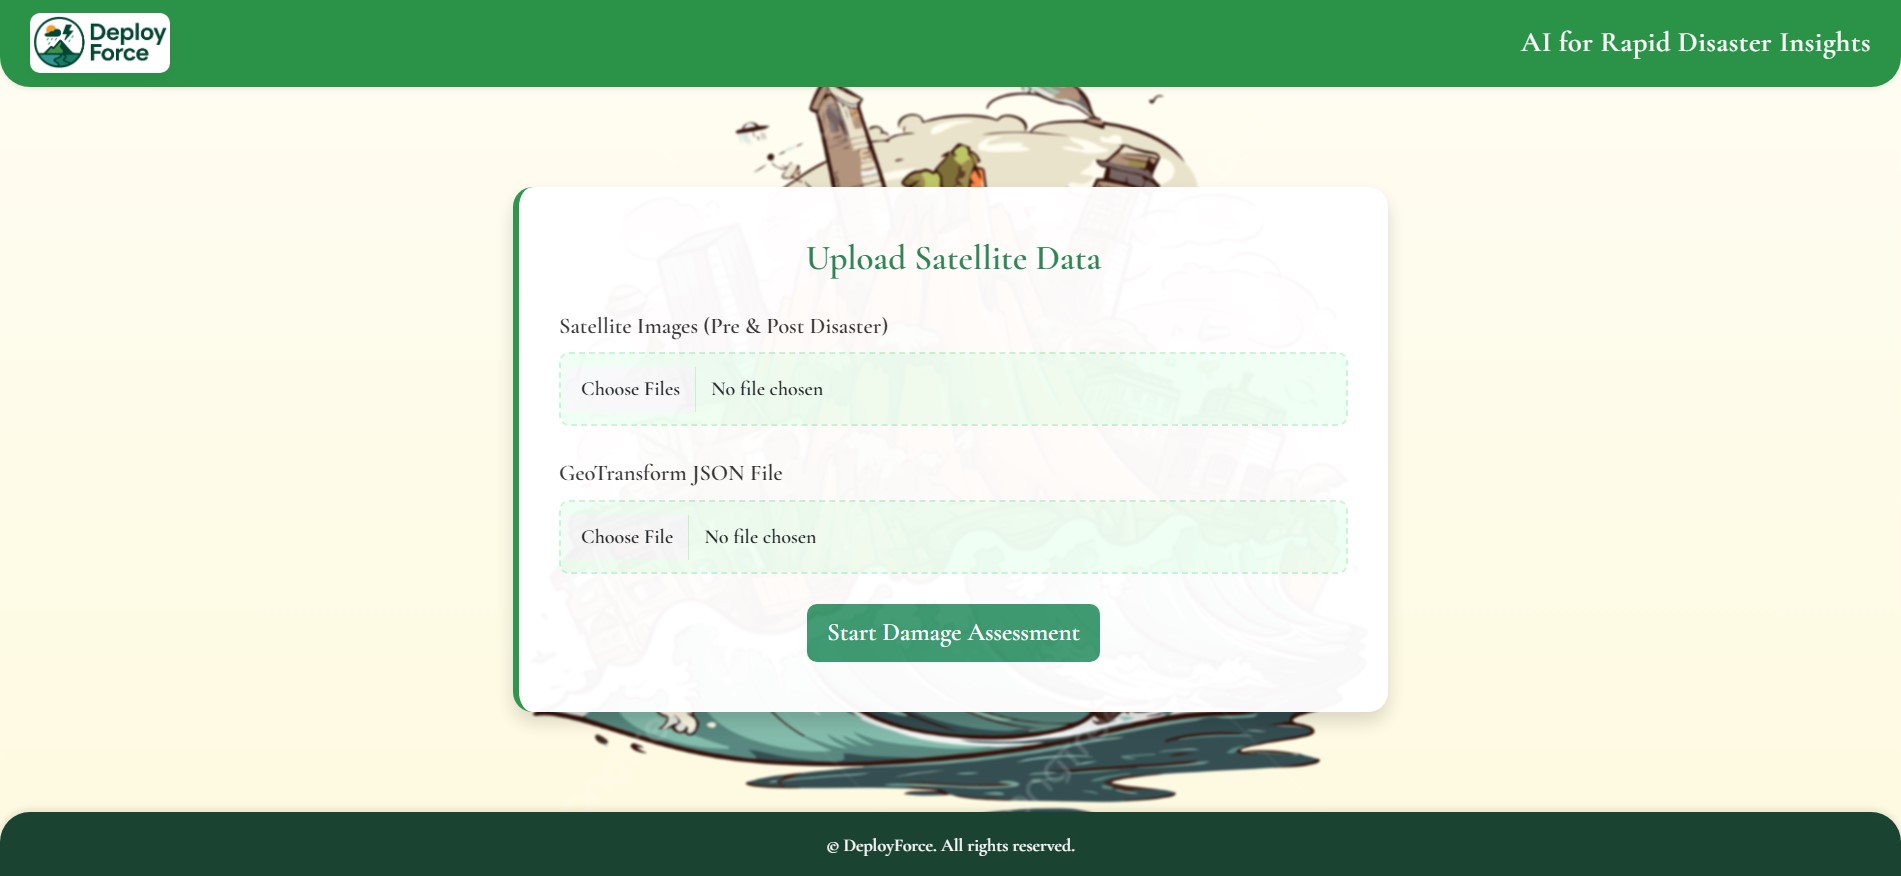 Deploy
Force
AI for Rapid Disaster Insights
Upload Satellite Data
Satellite Images (Pre & Post Disaster)
Choose Files No file chosen
GeoTransform JSON File
Choose File No file chosen
Start Damage Assessment
© DeployForce. All rights reserved.